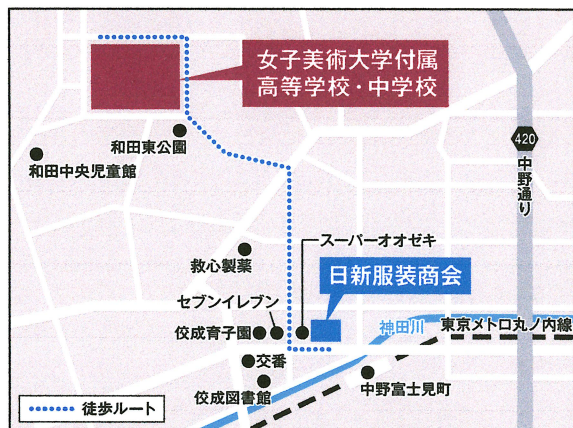 女子美術大学付属
高等学校・中学校
420
中野通り
和田東公園
和田中央児童館
スーパーオオゼキ
救心製薬
日新服装商会
セブンイレブン
佼成育子園
神田川
東京メトロ丸ノ内線
交番
中野富士見町
佼成図書館
徒歩ルート